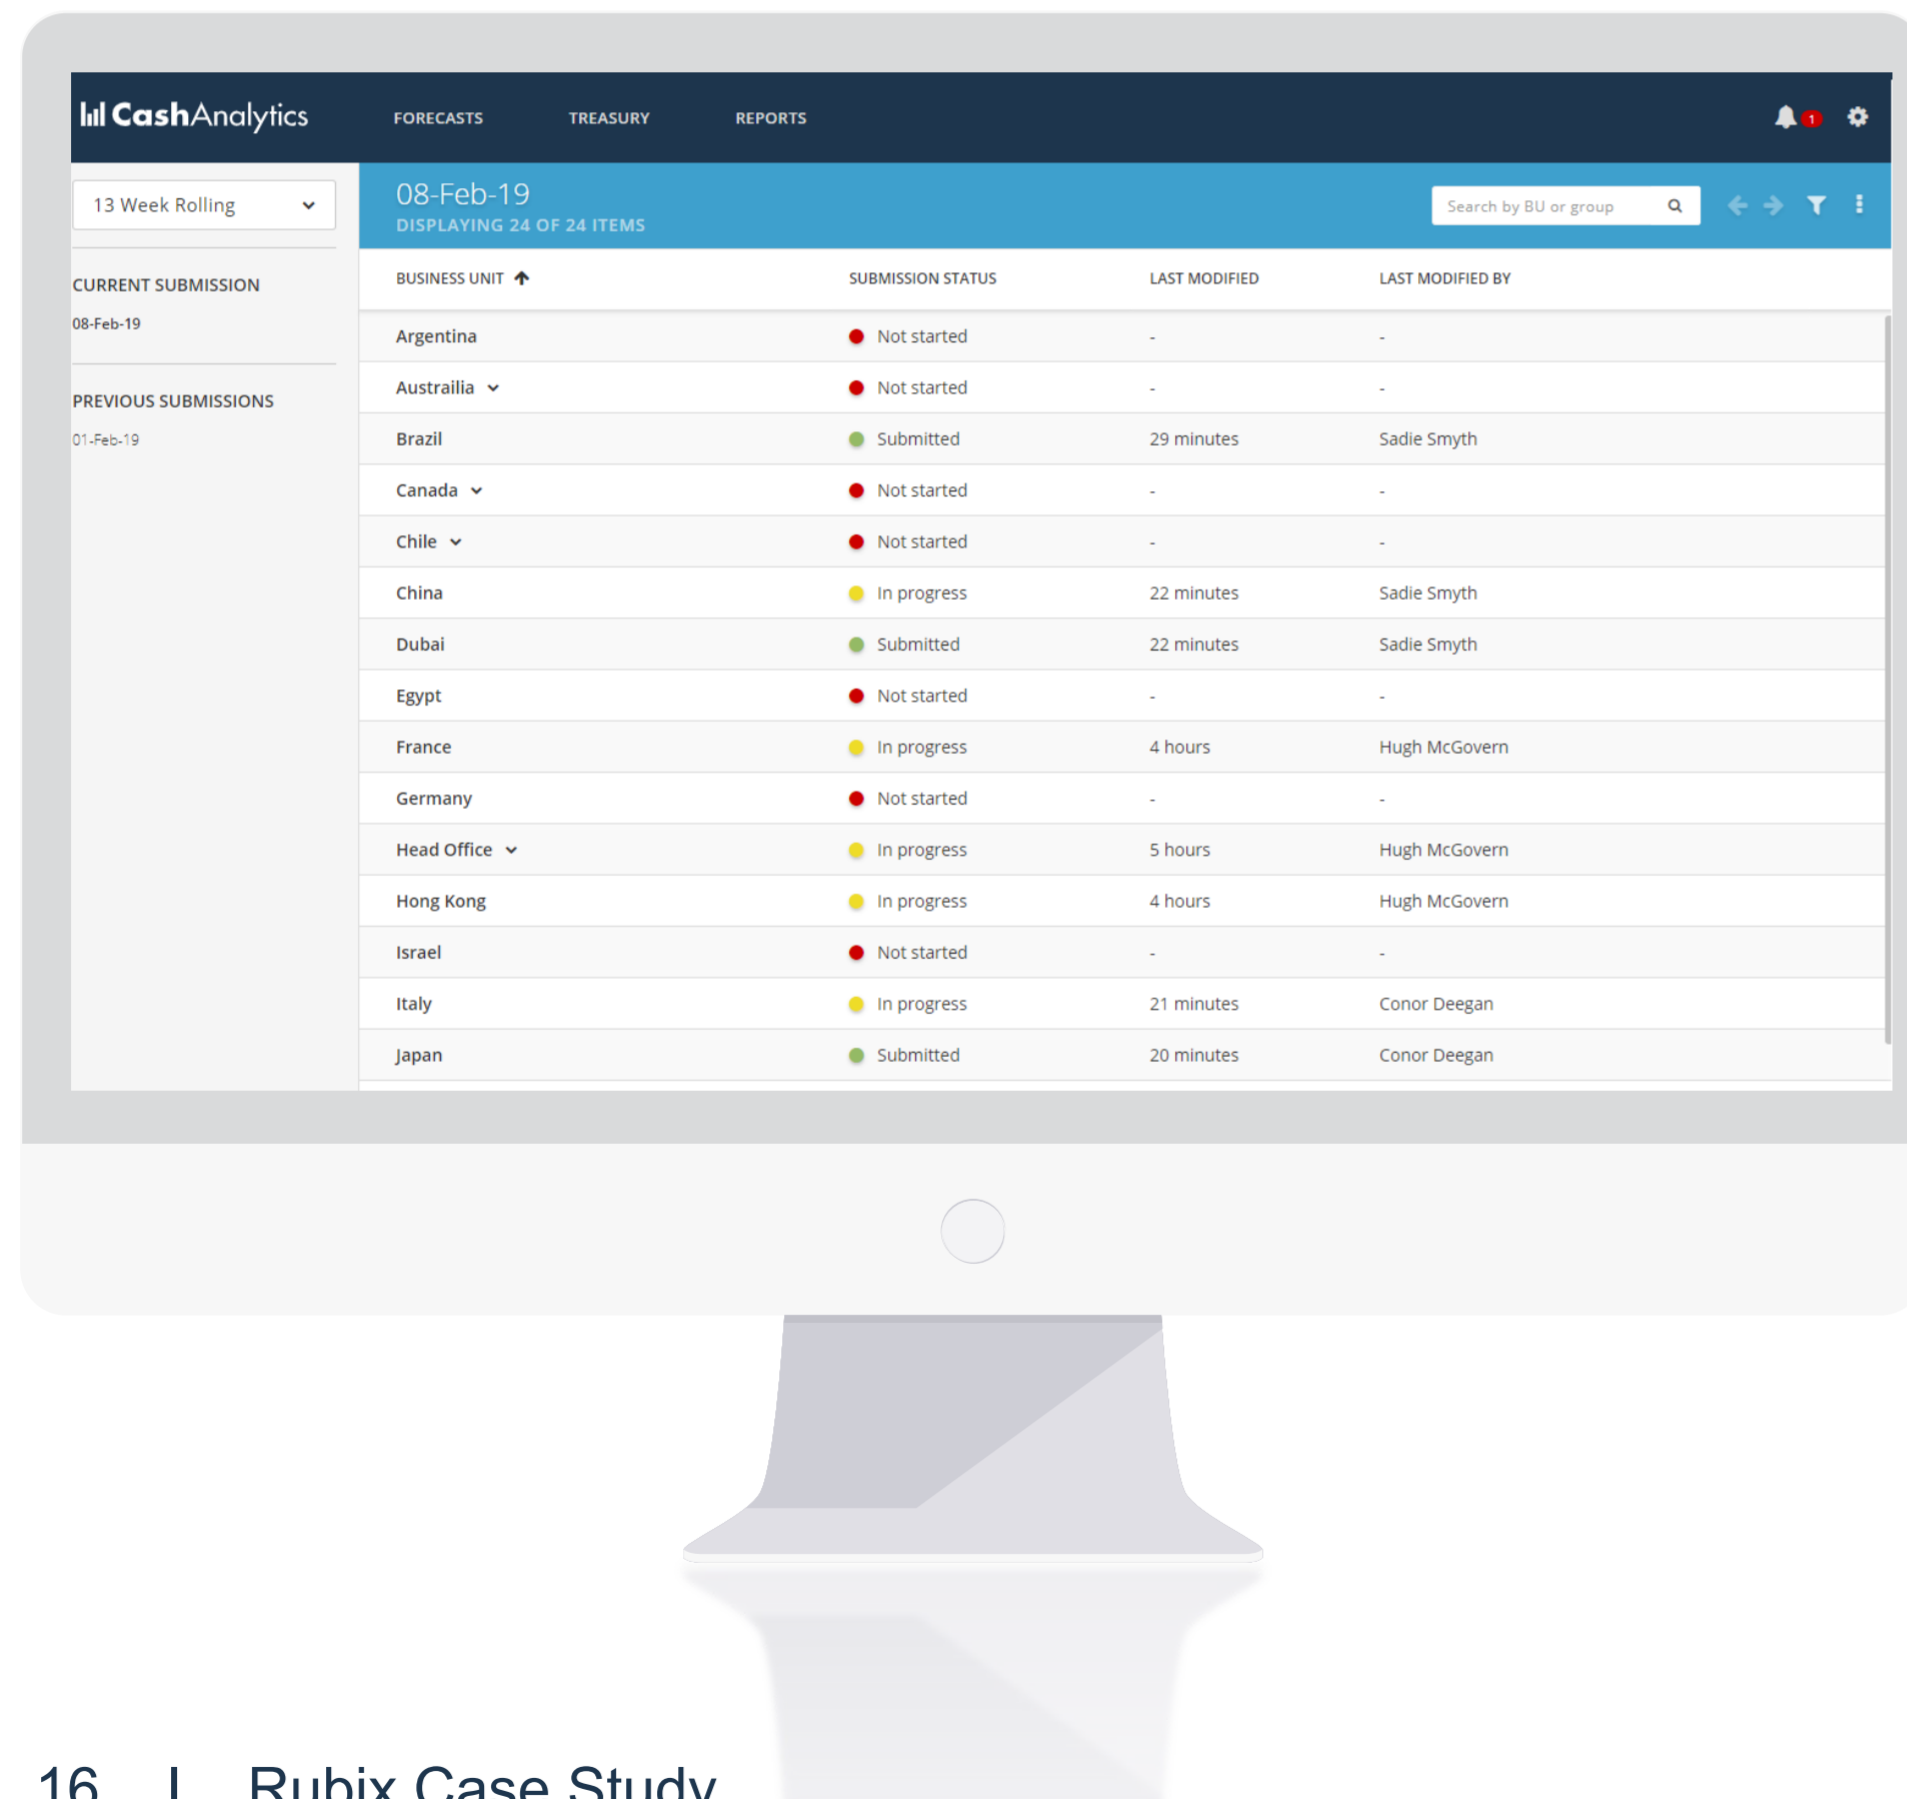 CashAnalytics FORECASTS TREASURY REPORTS 1
13 Week Rolling
CURRENT SUBMISSION
08-Feb-19
PREVIOUS SUBMISSIONS
01-Feb-19
08-Feb-19
DISPLAYING 24 OF 24 ITEMS
Search by BU or group
BUSINESS UNIT SUBMISSION STATUS LAST MODIFIED LAST MODIFIED BY
Argentina Not started - -
Austrailia Not started - -
Brazil Submitted 29 minutes Sadie Smyth
Canada Not started - -
Chile Not started - -
China In progress 22 minutes Sadie Smyth
Dubai Submitted 22 minutes Sadie Smyth
Egypt Not started - -
France In progress 4 hours Hugh McGovern
Germany Not started - -
Head Office In progress 5 hours Hugh McGovern
Hong Kong In progress 4 hours Hugh McGovern
Israel Not started - -
Italy In progress 21 minutes Conor Deegan
Japan Submitted 20 minutes Conor Deegan
16 | Rubix Case Study